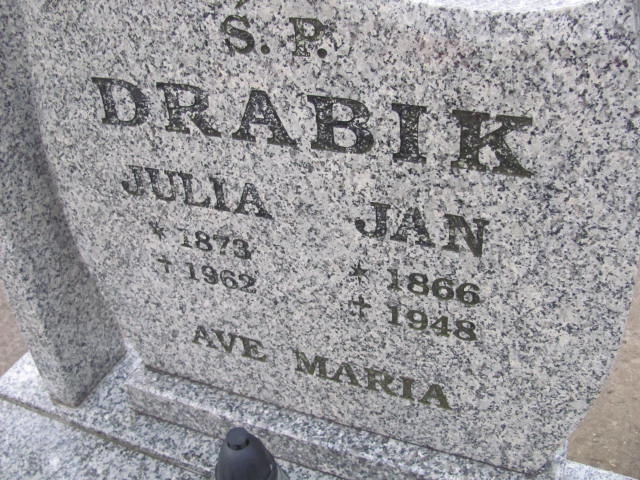 Ś. P.
DRABIK
JULIA
* 1873
+ 1962
JAN
* 1866
+ 1948
AVE MARIA